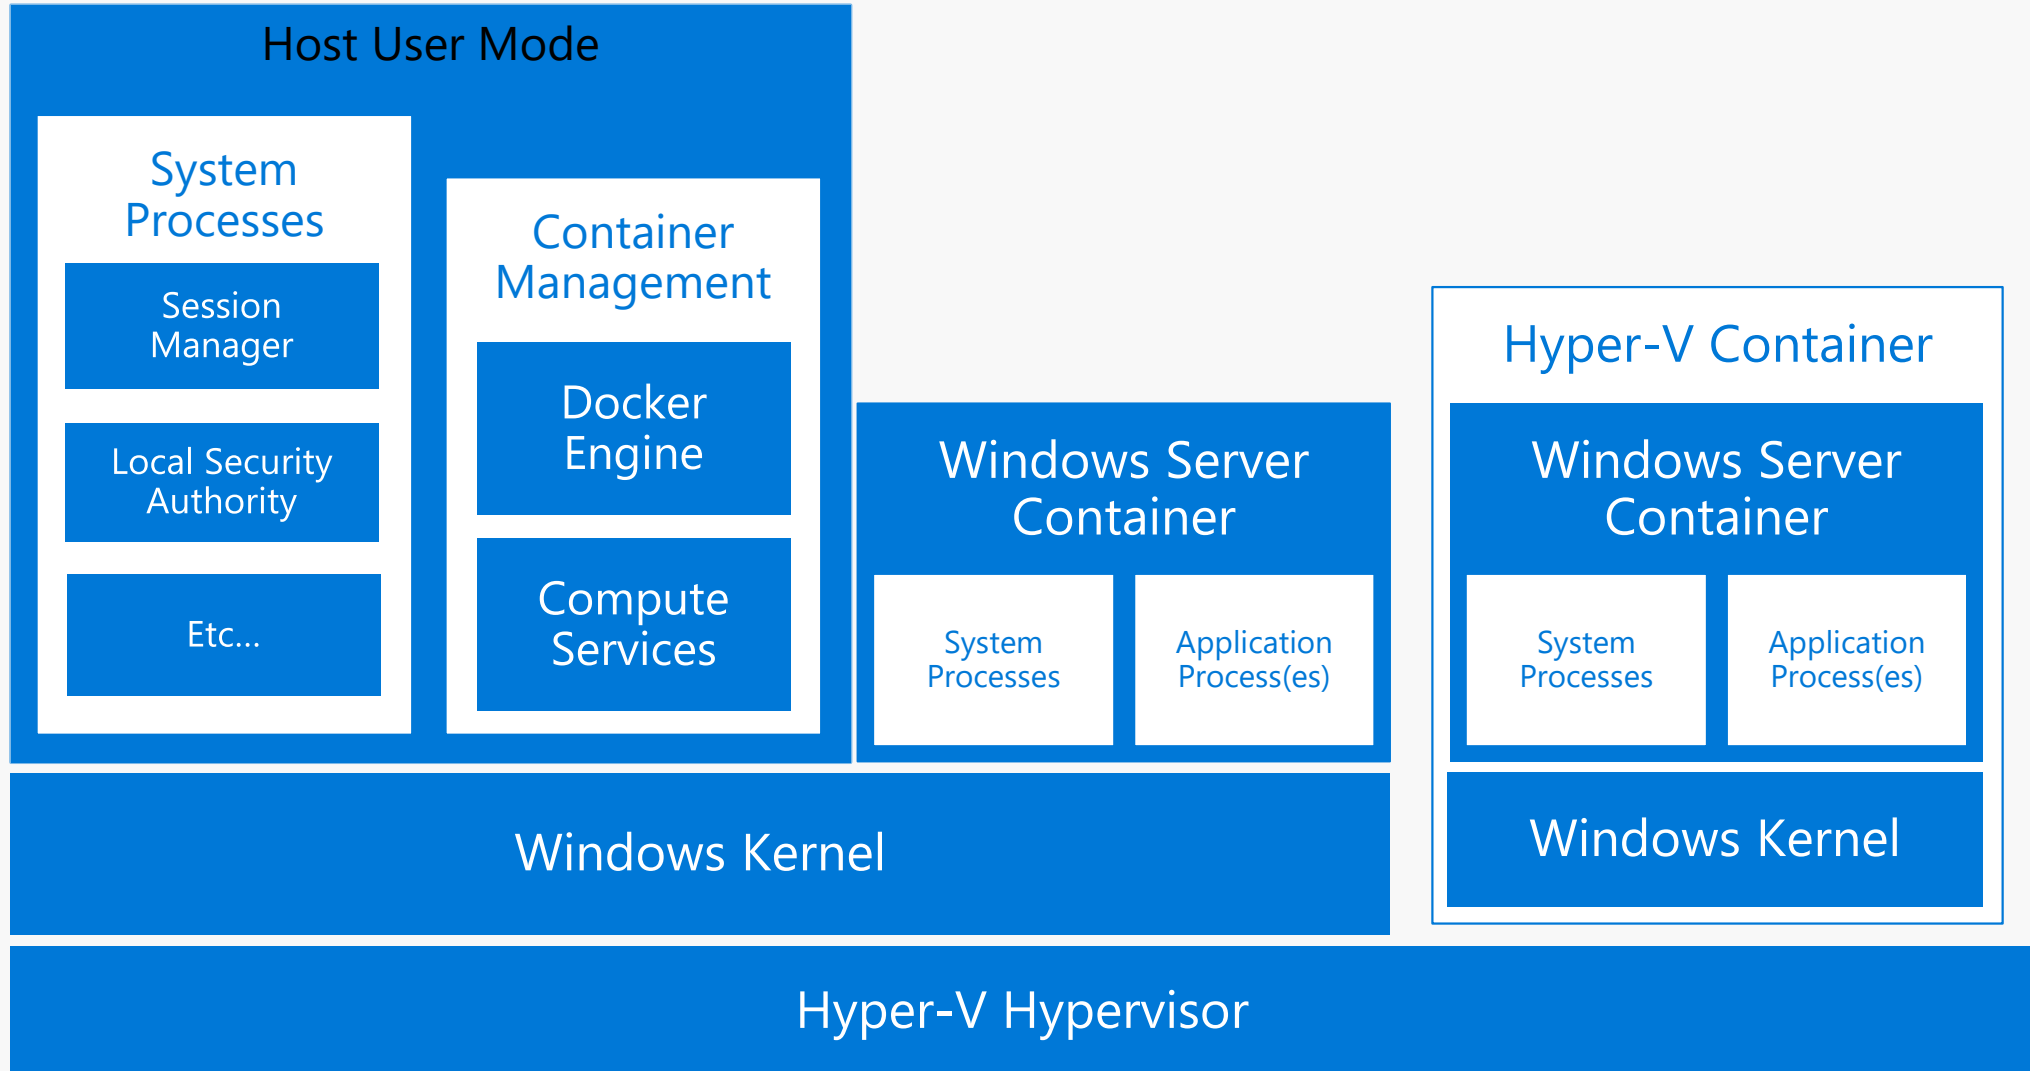 Host User Mode
System
Processes
Session
Manager
Local Security
Authority
Etc...
Container
Management
Docker
Engine
Compute
Services
Windows Server
Container
System
Processes
Application
Process(es)
Hyper-V Container
Windows Server
Container
System
Processes
Application
Process(es)
Windows Kernel
Windows Kernel
Hyper-V Hypervisor